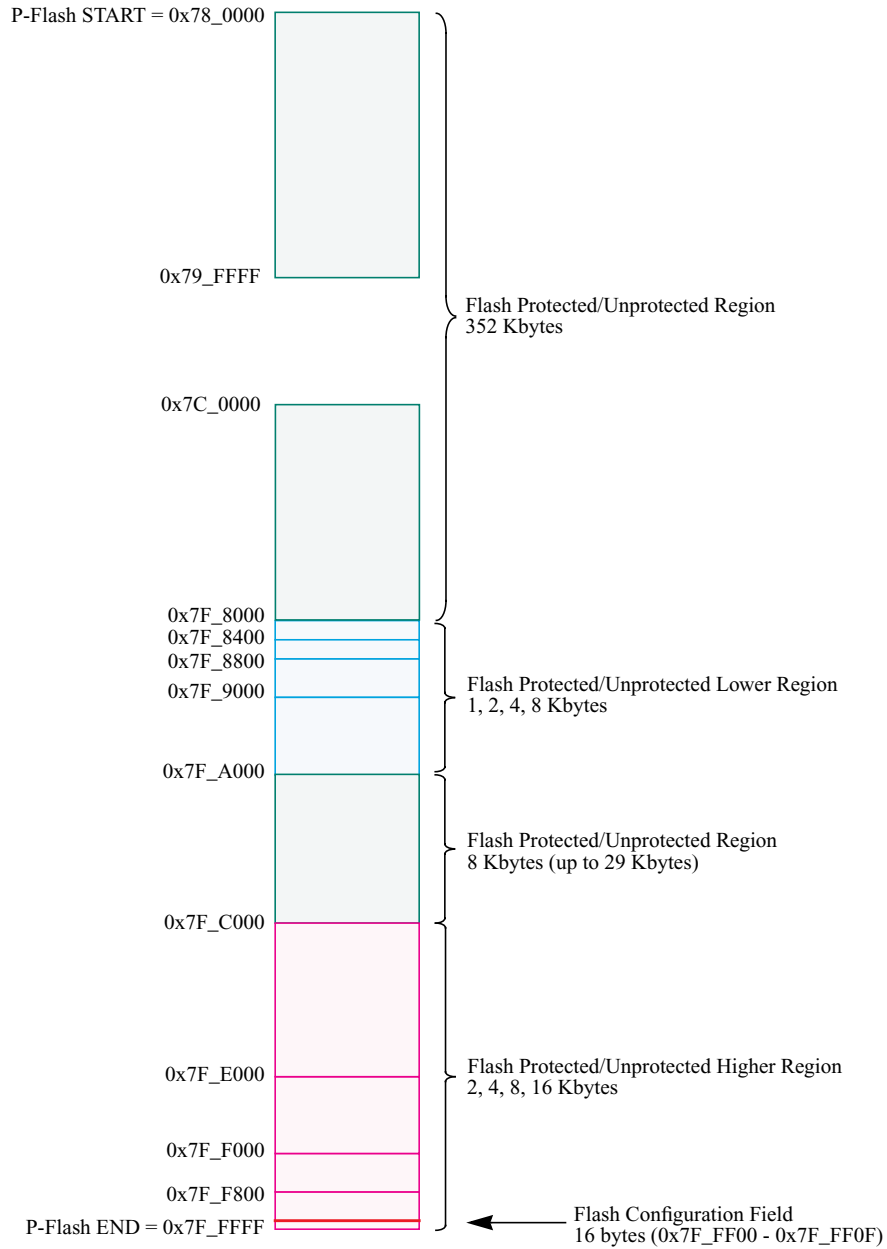 P-Flash START = 0x78_0000
0x79_FFFF
Flash Protected/Unprotected Region
352 Kbytes
0x7C_0000
0x7F_8000
0x7F_8400
0x7F_8800
0x7F_9000
Flash Protected/Unprotected Lower Region
1, 2, 4, 8 Kbytes
0x7F_A000
Flash Protected/Unprotected Region
8 Kbytes (up to 29 Kbytes)
0x7F_C000
Flash Protected/Unprotected Higher Region
2, 4, 8, 16 Kbytes
0x7F_E000
0x7F_F000
0x7F_F800
P-Flash END = 0x7F_FFFF
Flash Configuration Field
16 bytes (0x7F_FF00 - 0x7F_FF0F)